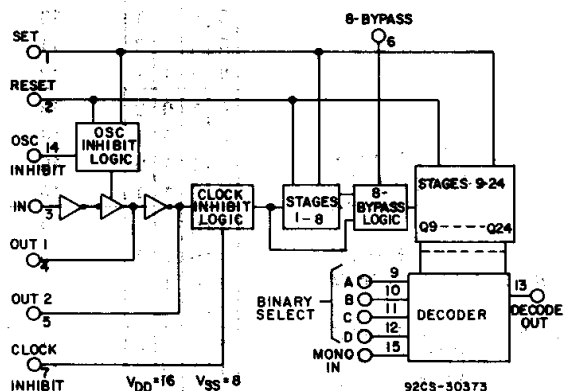 8-BYPASS
6
SET
1
RESET
2
OSC 14
INHIBIT
OSC
INHIBIT
LOGIC
IN
3
CLOCK
INHIBIT
LOGIC
STAGES
1-8
8-
BYPASS
LOGIC
STAGES 9-24
Q9 ---- Q24
OUT 1
4
OUT 2
5
BINARY
SELECT
A 9
B 10
C 11
D 12
MONO 15
IN
DECODER
13
DECODE
OUT
CLOCK
7
INHIBIT
VDD=16 VSS=8
92CS-30373